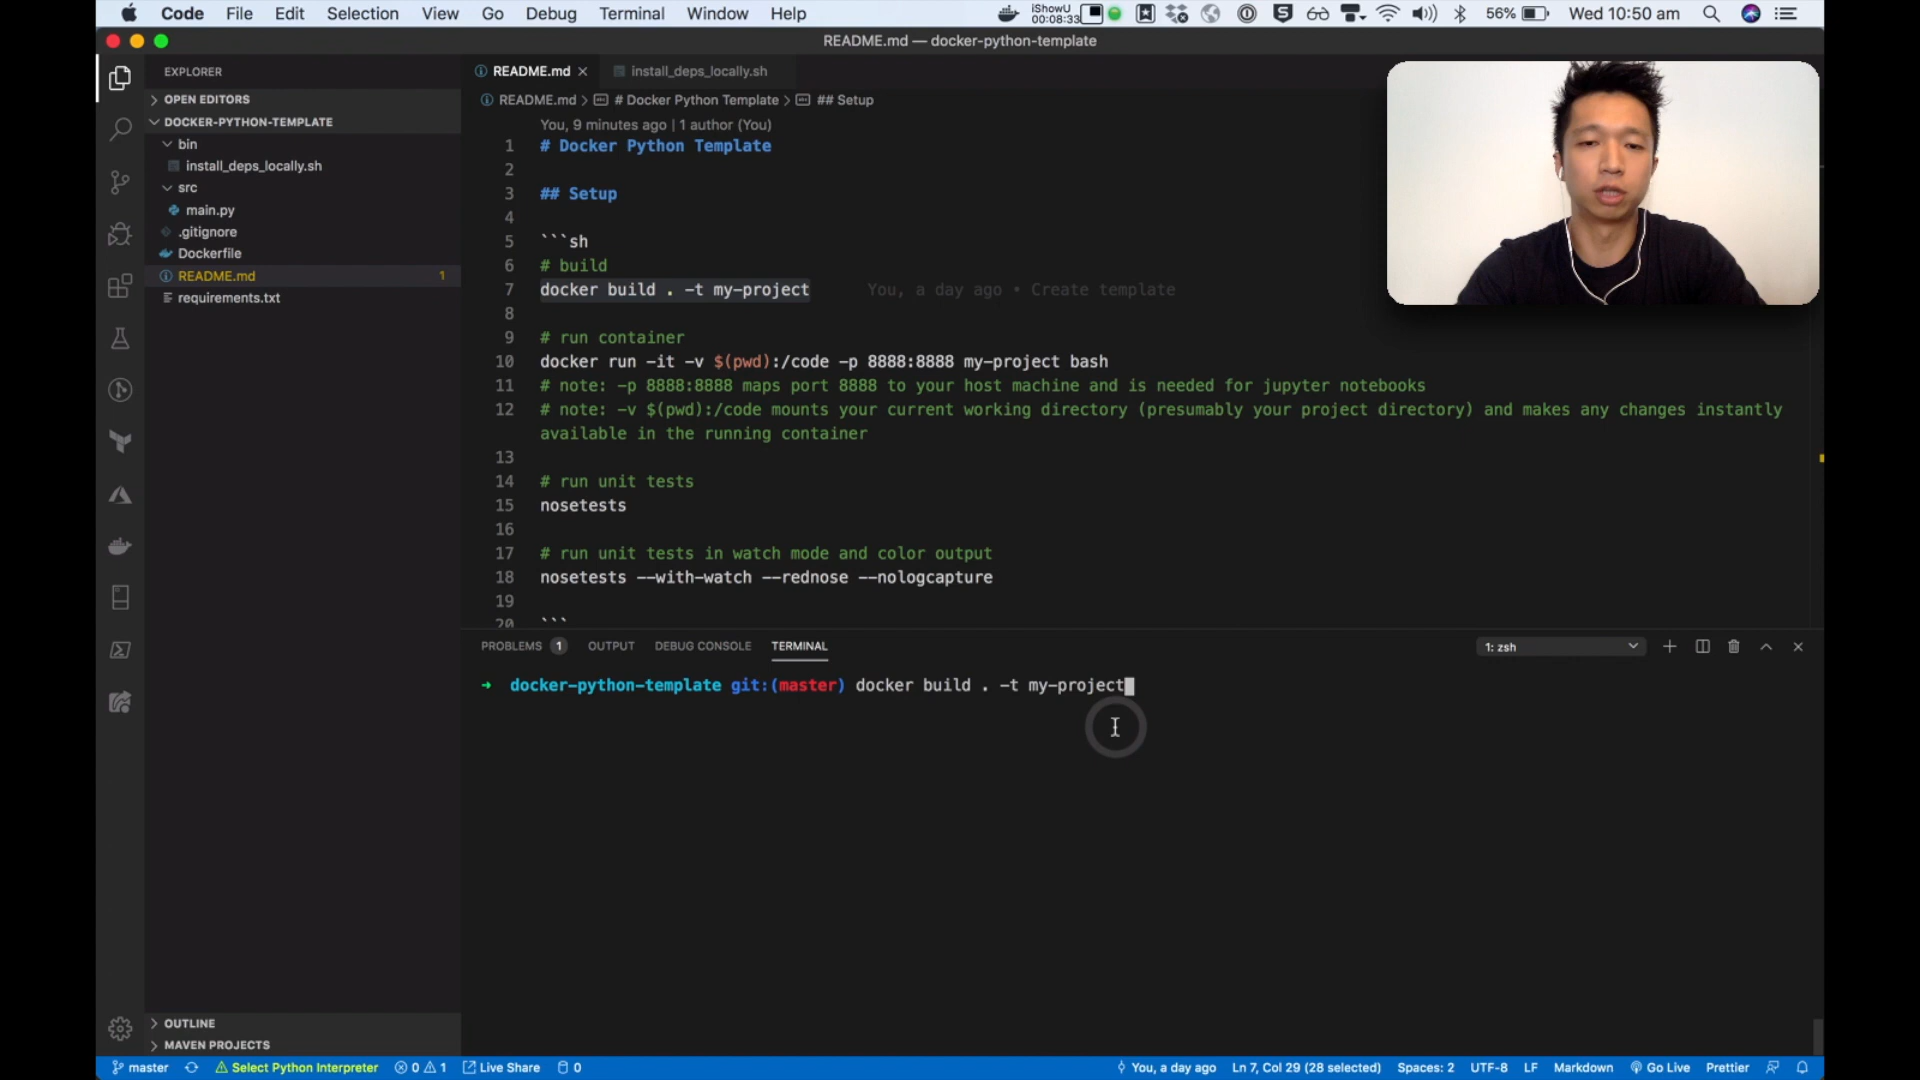 Code File Edit Selection View Go Debug Terminal Window Help iShowU 00:08:33 56% Wed 10:50 am
README.md — docker-python-template
EXPLORER
OPEN EDITORS
DOCKER-PYTHON-TEMPLATE
bin
install_deps_locally.sh
src
main.py
.gitignore
Dockerfile
README.md 1
requirements.txt
OUTLINE
MAVEN PROJECTS
README.md install_deps_locally.sh
README.md > # Docker Python Template > ## Setup
You, 9 minutes ago | 1 author (You)
1 # Docker Python Template
2
3 ## Setup
4
5 ```sh
6 # build
7 docker build . -t my-project You, a day ago • Create template
8
9 # run container
10 docker run -it -v $(pwd):/code -p 8888:8888 my-project bash
11 # note: -p 8888:8888 maps port 8888 to your host machine and is needed for jupyter notebooks
12 # note: -v $(pwd):/code mounts your current working directory (presumably your project directory) and makes any changes instantly
available in the running container
13
14 # run unit tests
15 nosetests
16
17 # run unit tests in watch mode and color output
18 nosetests --with-watch --rednose --nologcapture
19
20 ```
PROBLEMS 1 OUTPUT DEBUG CONSOLE TERMINAL 1: zsh
→ docker-python-template git:(master) docker build . -t my-project
master Select Python Interpreter 0 1 Live Share 0 You, a day ago Ln 7, Col 29 (28 selected) Spaces: 2 UTF-8 LF Markdown Go Live Prettier